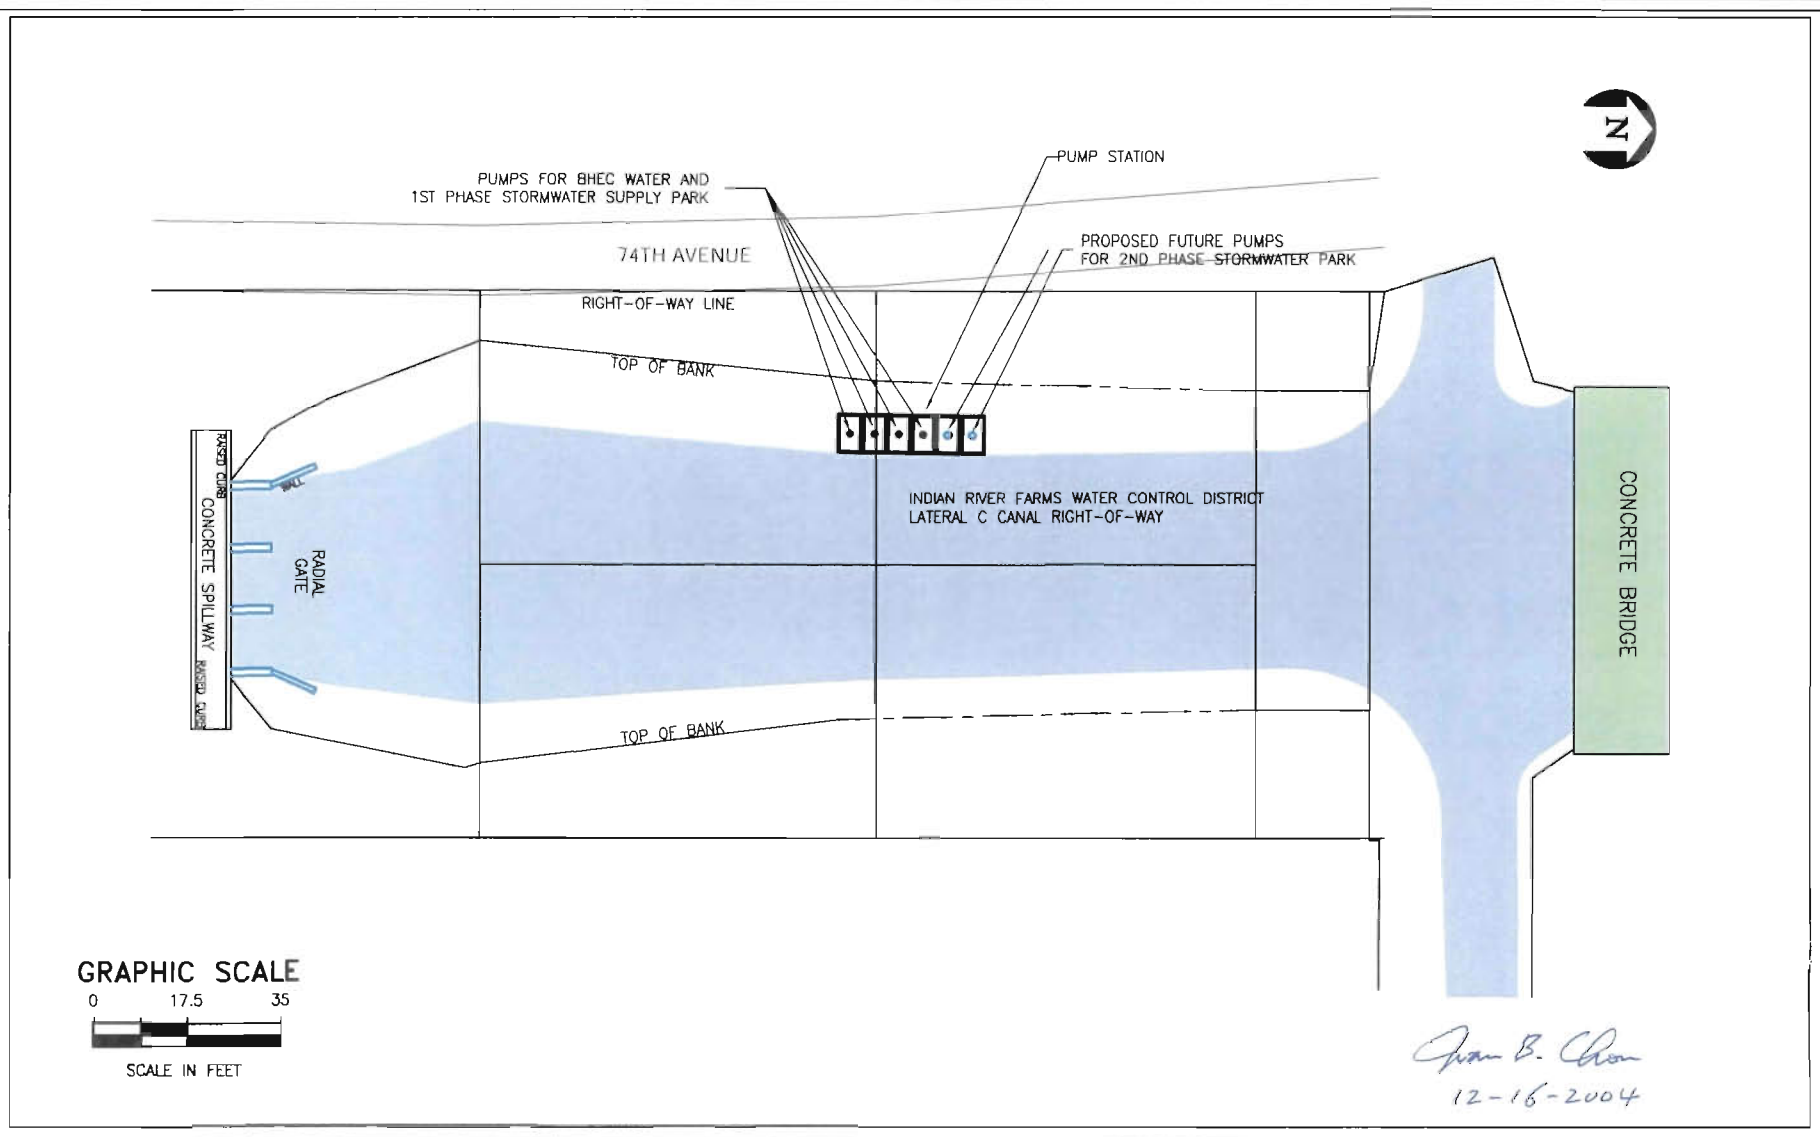 N
PUMP STATION
PUMPS FOR BHEC WATER AND
1ST PHASE STORMWATER SUPPLY PARK
PROPOSED FUTURE PUMPS
FOR 2ND PHASE STORMWATER PARK
74TH AVENUE
RIGHT-OF-WAY LINE
TOP OF BANK
RAISED CURB
WALL
CONCRETE SPILLWAY
RADIAL
GATE
INDIAN RIVER FARMS WATER CONTROL DISTRICT
LATERAL C CANAL RIGHT-OF-WAY
CONCRETE BRIDGE
RAISED CURB
TOP OF BANK
GRAPHIC SCALE
0 17.5 35
SCALE IN FEET
12-16-2004